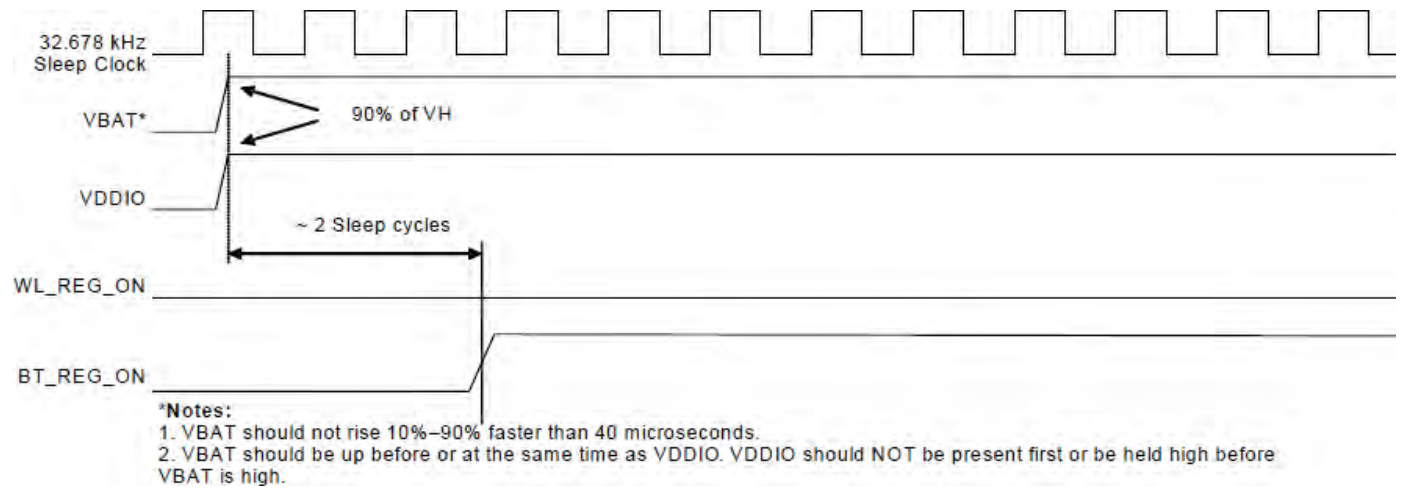 32.678 kHz
Sleep Clock
VBAT*
90% of VH
VDDIO
~ 2 Sleep cycles
WL_REG_ON
BT_REG_ON
*Notes:
1. VBAT should not rise 10%–90% faster than 40 microseconds.
2. VBAT should be up before or at the same time as VDDIO. VDDIO should NOT be present first or be held high before
VBAT is high.